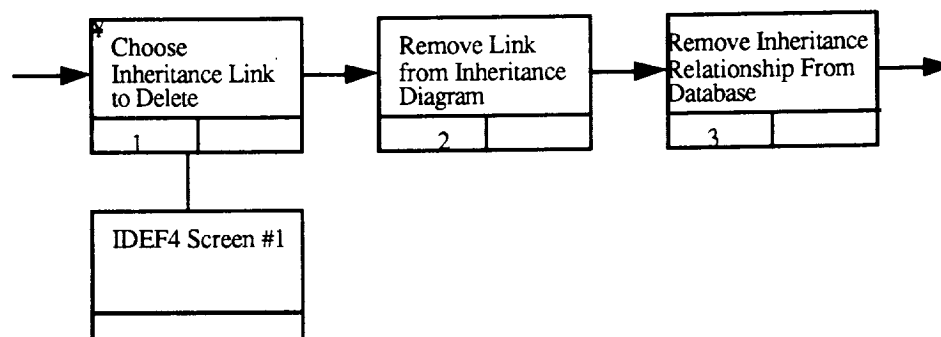 Choose
Inheritance Link
to Delete
1
Remove Link
from Inheritance
Diagram
2
Remove Inheritance
Relationship From
Database
3
IDEF4 Screen #1